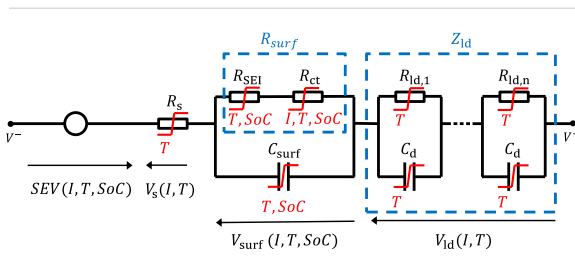 R_surf
Z_ld
R_SEI
R_ct
R_ld,1
R_ld,n
R_s
T, SoC
I, T, SoC
T
T
T
V⁻
V
C_surf
C_d
C_d
T, SoC
T
T
SEV(I, T, SoC)
V_s(I, T)
V_surf(I, T, SoC)
V_ld(I, T)